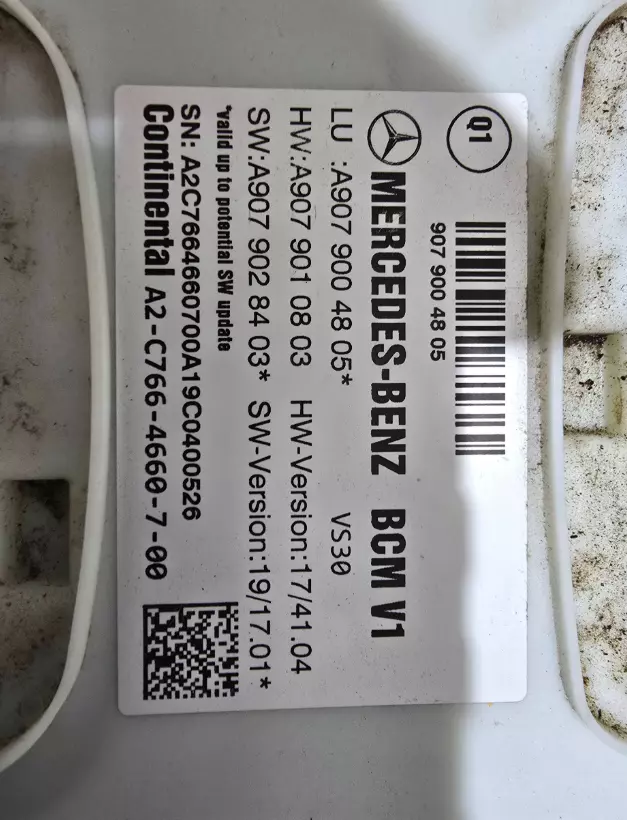 Q1
907 900 48 05
MERCEDES-BENZ BCM V1
LU :A907 900 48 05* VS30
HW:A907 901 08 03 HW-Version:17/41.04
SW:A907 902 84 03* SW-Version:19/17.01*
*valid up to potential SW update
SN: A2C7664660700A19C0400526
Continental A2-C766-4660-7-00